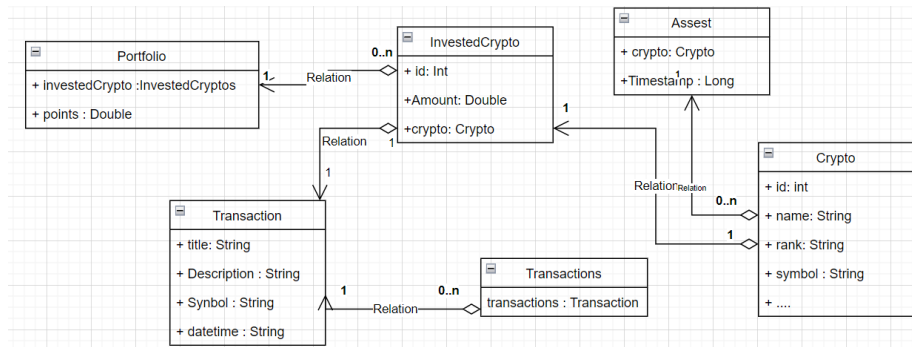 Portfolio
+ investedCrypto :InvestedCryptos
+ points : Double
1
Relation
0..n
InvestedCrypto
+ id: Int
+Amount: Double
+crypto: Crypto
1
Relation
1
Assest
+ crypto: Crypto
+Timestamp : Long
1
1
Relation
Relation
0..n
1
Crypto
+ id: int
+ name: String
+ rank: String
+ symbol: String
+ ....
Transaction
+ title: String
+ Description : String
+ Synbol : String
+ datetime : String
1
Relation
0..n
Transactions
transactions : Transaction